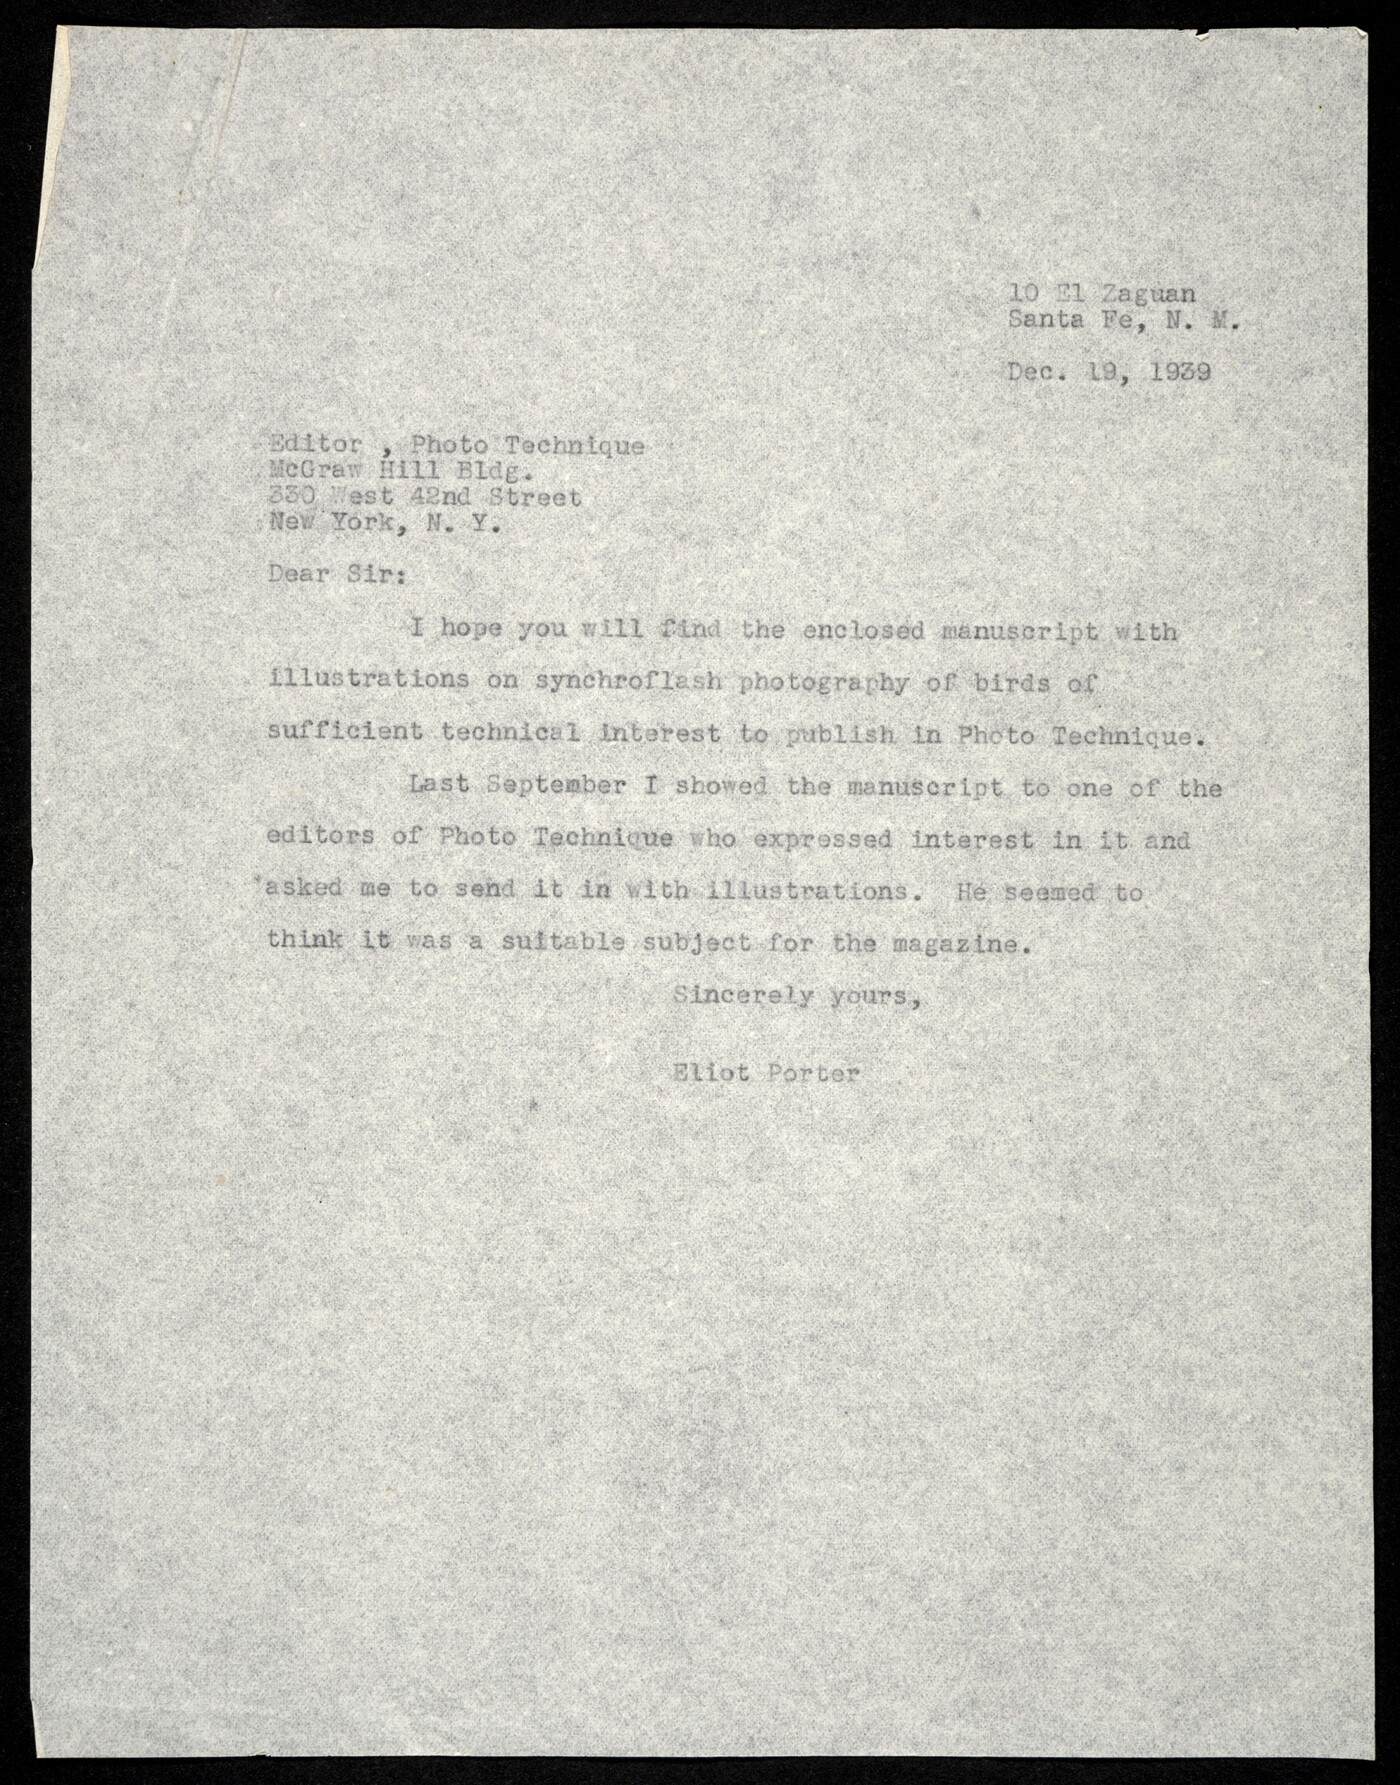 10 El Zaguan
Santa Fe, N. M.
Dec. 19, 1939
Editor , Photo Technique
McGraw Hill Bldg.
330 West 42nd Street
New York, N. Y.
Dear Sir:
I hope you will find the enclosed manuscript with
illustrations on synchroflash photography of birds of
sufficient technical interest to publish in Photo Technique.
Last September I showed the manuscript to one of the
editors of Photo Technique who expressed interest in it and
asked me to send it in with illustrations. He seemed to
think it was a suitable subject for the magazine.
Sincerely yours,
Eliot Porter